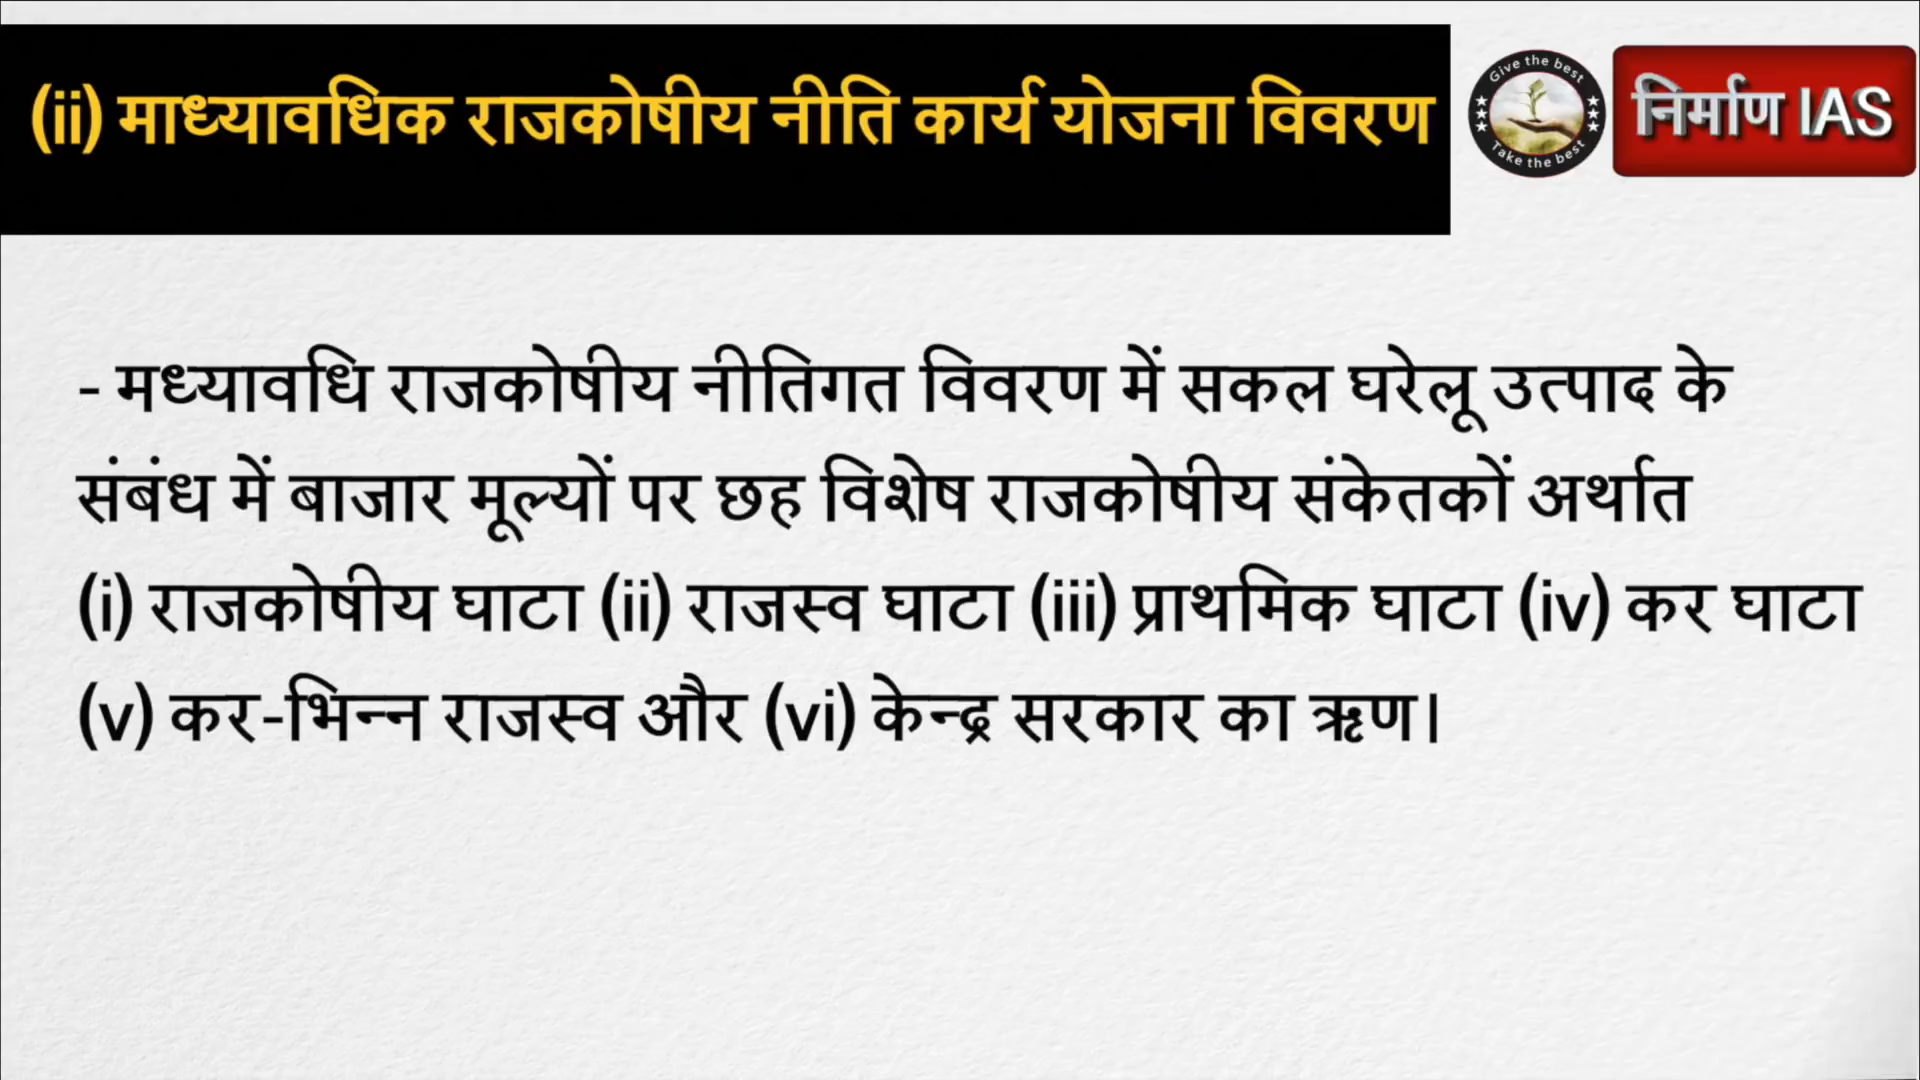 (ii) माध्यावधिक राजकोषीय नीति कार्य योजना विवरण
Give the best
Take the best
निर्माण IAS
- मध्यावधि राजकोषीय नीतिगत विवरण में सकल घरेलू उत्पाद के
संबंध में बाजार मूल्यों पर छह विशेष राजकोषीय संकेतकों अर्थात
(i) राजकोषीय घाटा (ii) राजस्व घाटा (iii) प्राथमिक घाटा (iv) कर घाटा
(v) कर-भिन्न राजस्व और (vi) केन्द्र सरकार का ऋण।